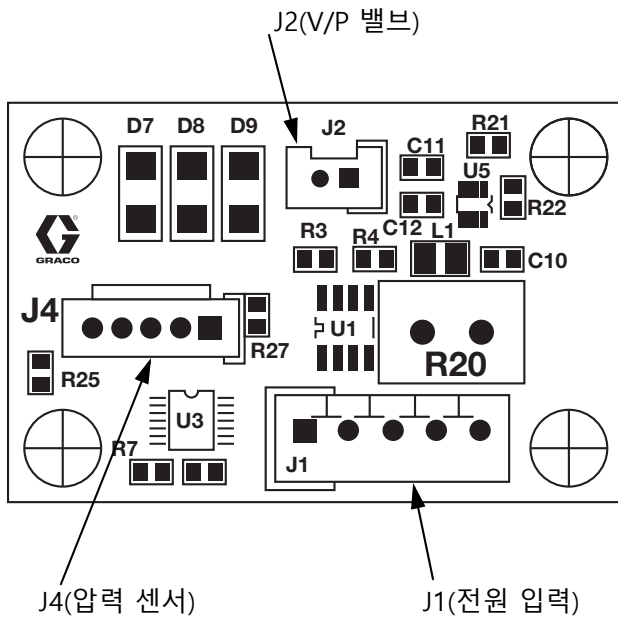 J2(V/P 밸브)
D7 D8 D9 J2 C11 R21
U5
R22
GRACO
R3 R4 C12 L1 C10
J4
U1
R27
R20
R25
U3
R7
J1
J4(압력 센서) J1(전원 입력)